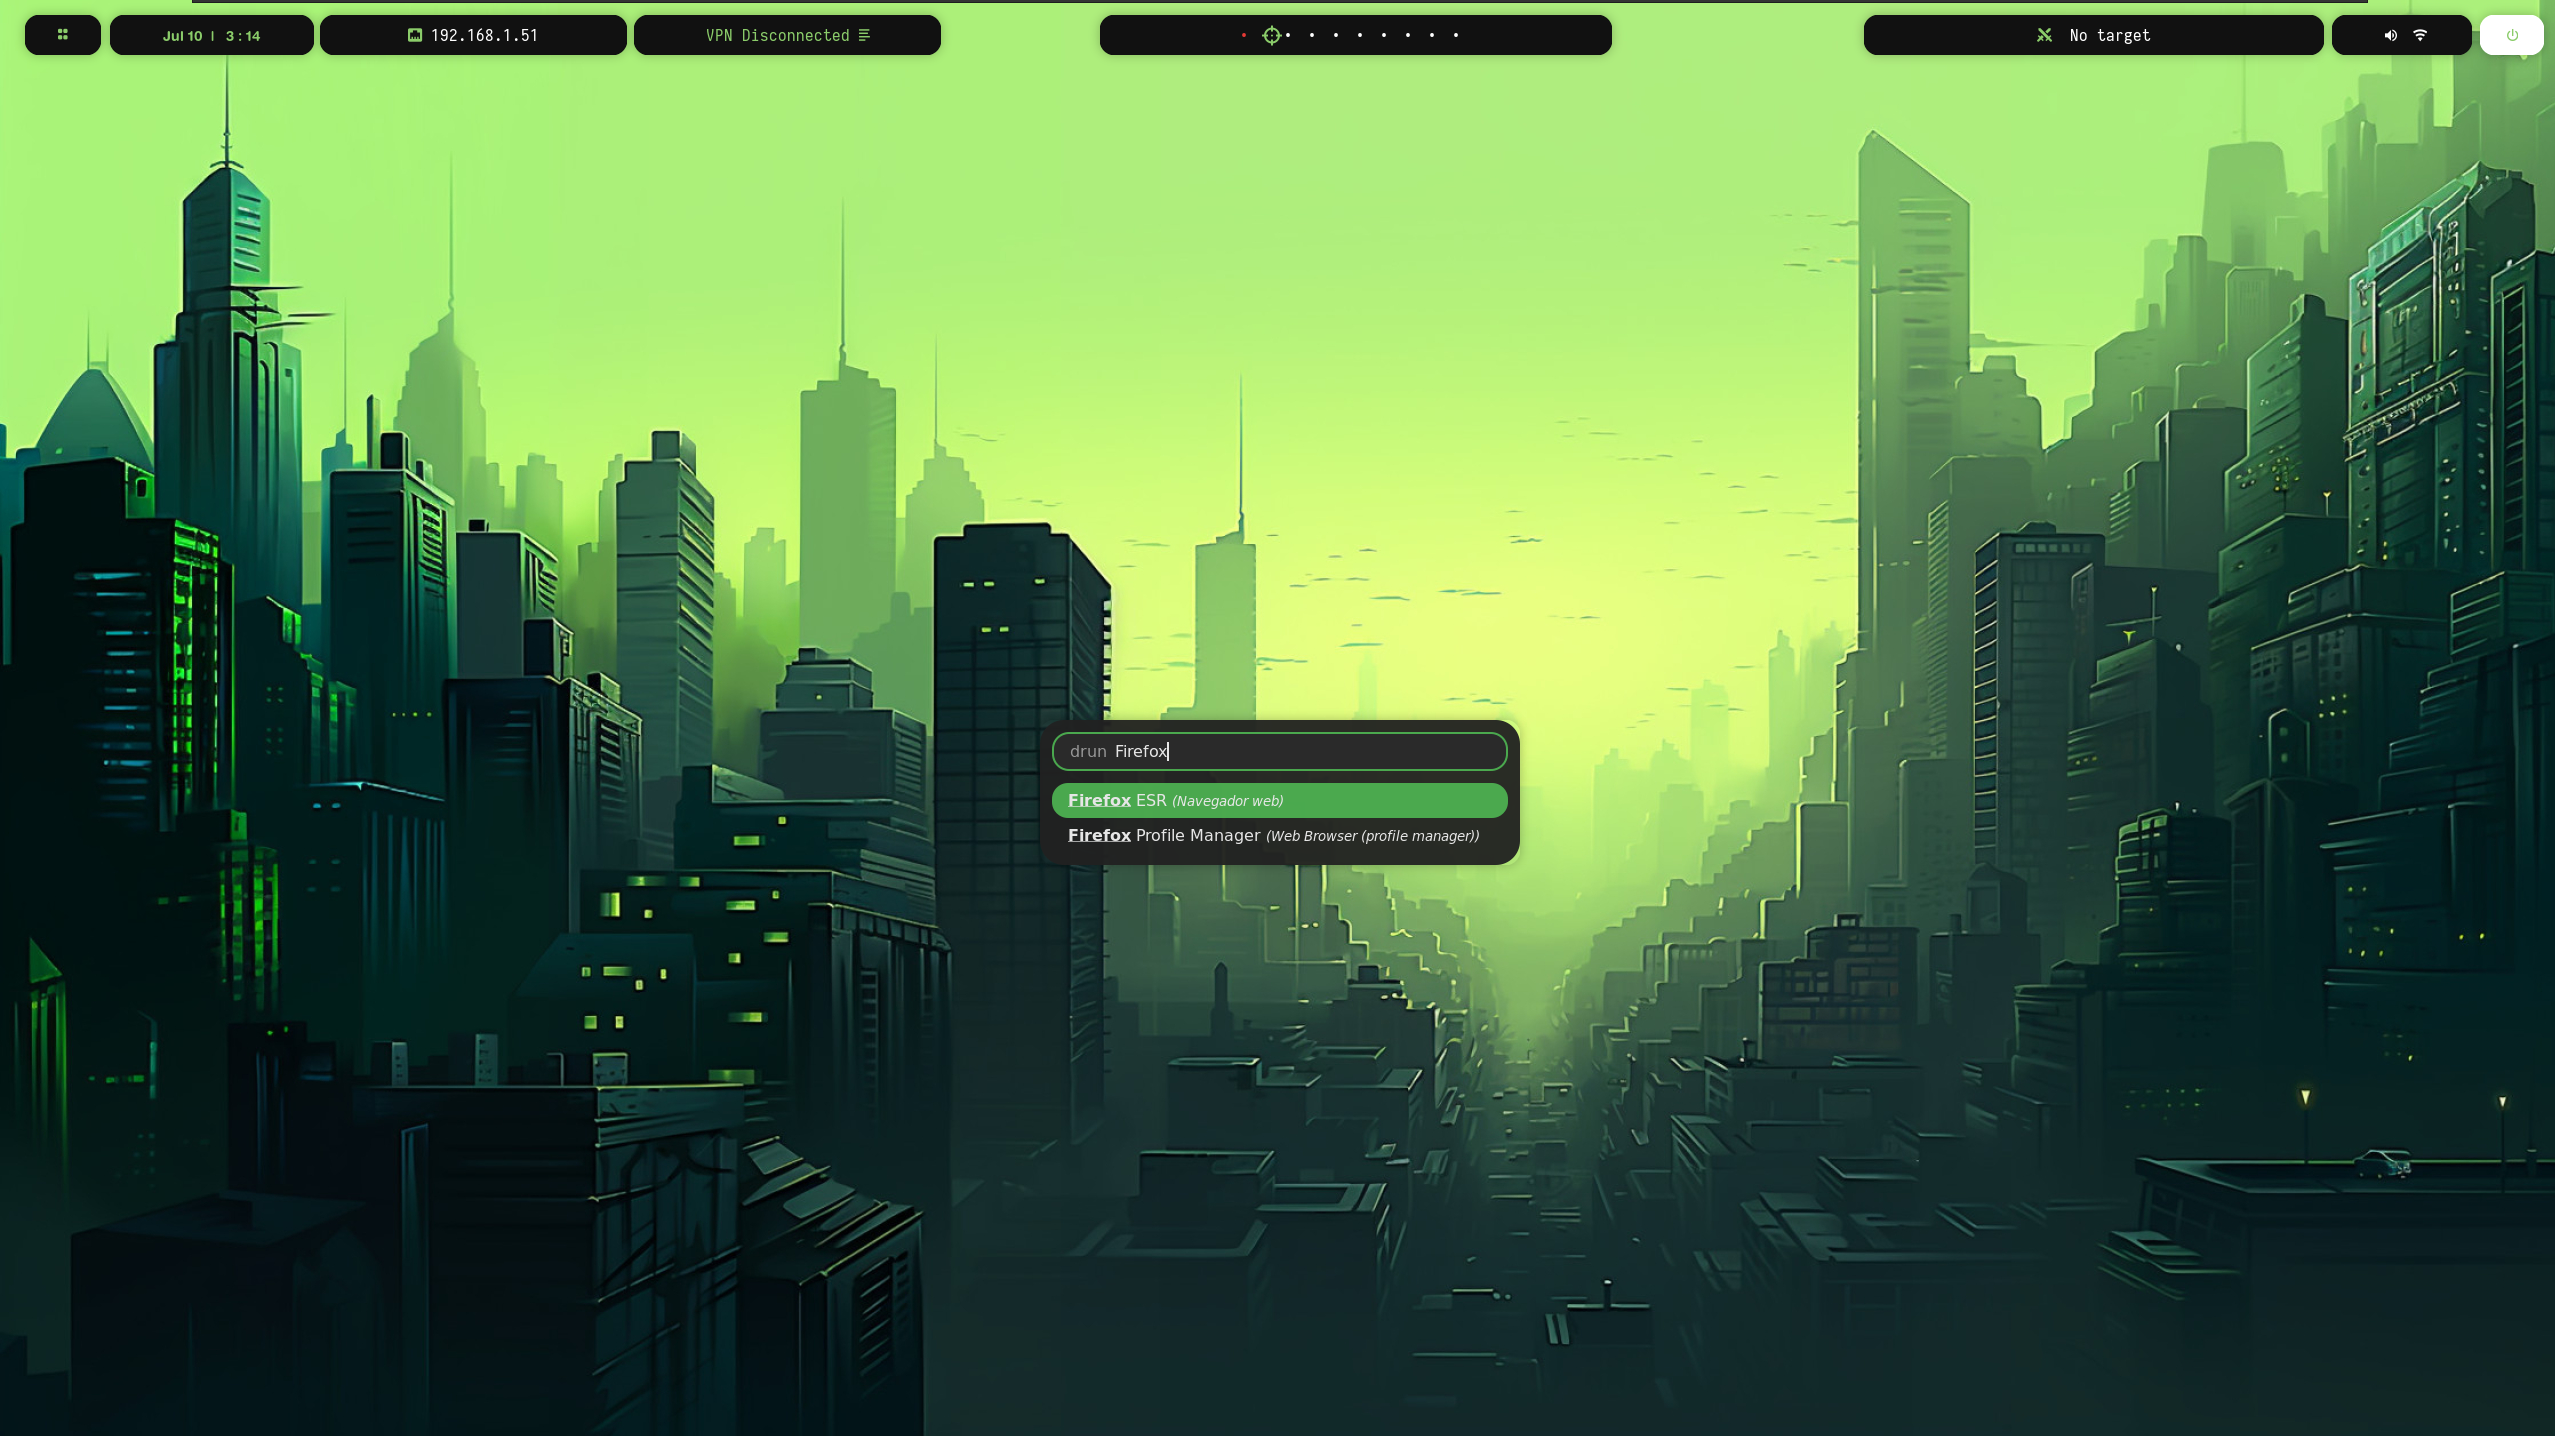 Jul 10 | 3 : 14
192.168.1.51
VPN Disconnected
No target
drun Firefox
Firefox ESR (Navegador web)
Firefox Profile Manager (Web Browser (profile manager))